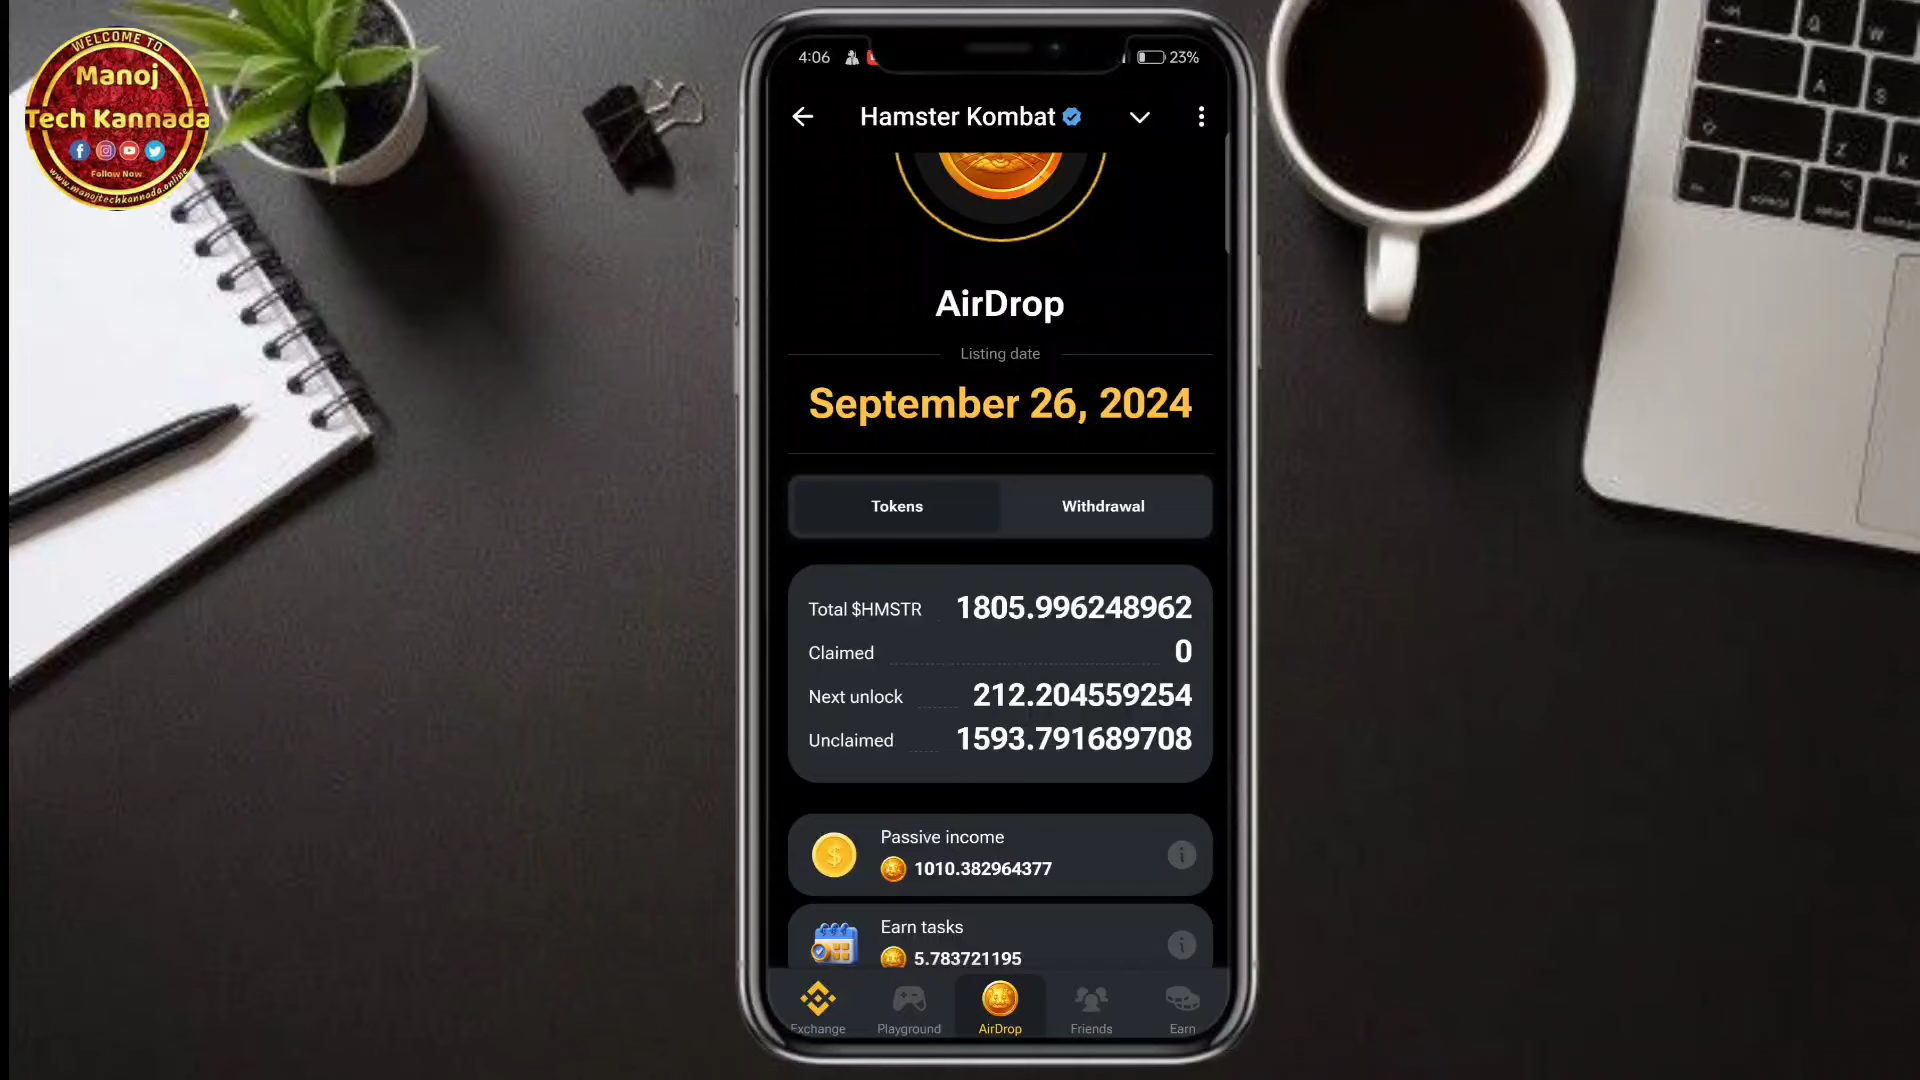 WELCOME TO
Manoj
Tech Kannada
Follow Now
www.manojtechkannada.online
4:06
23%
Hamster Kombat
AirDrop
Listing date
September 26, 2024
Tokens
Withdrawal
Total $HMSTR 1805.996248962
Claimed 0
Next unlock 212.204559254
Unclaimed 1593.791689708
Passive income
1010.382964377
Earn tasks
5.783721195
Exchange
Playground
AirDrop
Friends
Earn